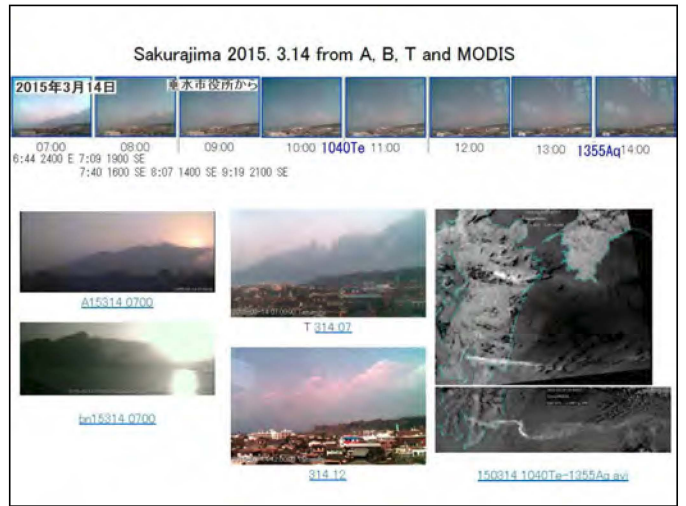 Sakurajima 2015. 3.14 from A, B, T and MODIS
2015年3月14日 垂水市役所から
07:00 08:00 09:00 10:00 1040Te 11:00 12:00 13:00 1355Aq 14:00
6:44 2400 E 7:09 1900 SE
7:40 1600 SE 8:07 1400 SE 9:19 2100 SE
A15314 0700
T 314.07
bn15314 0700
314.12
150314 1040Te-1355Aq.avi